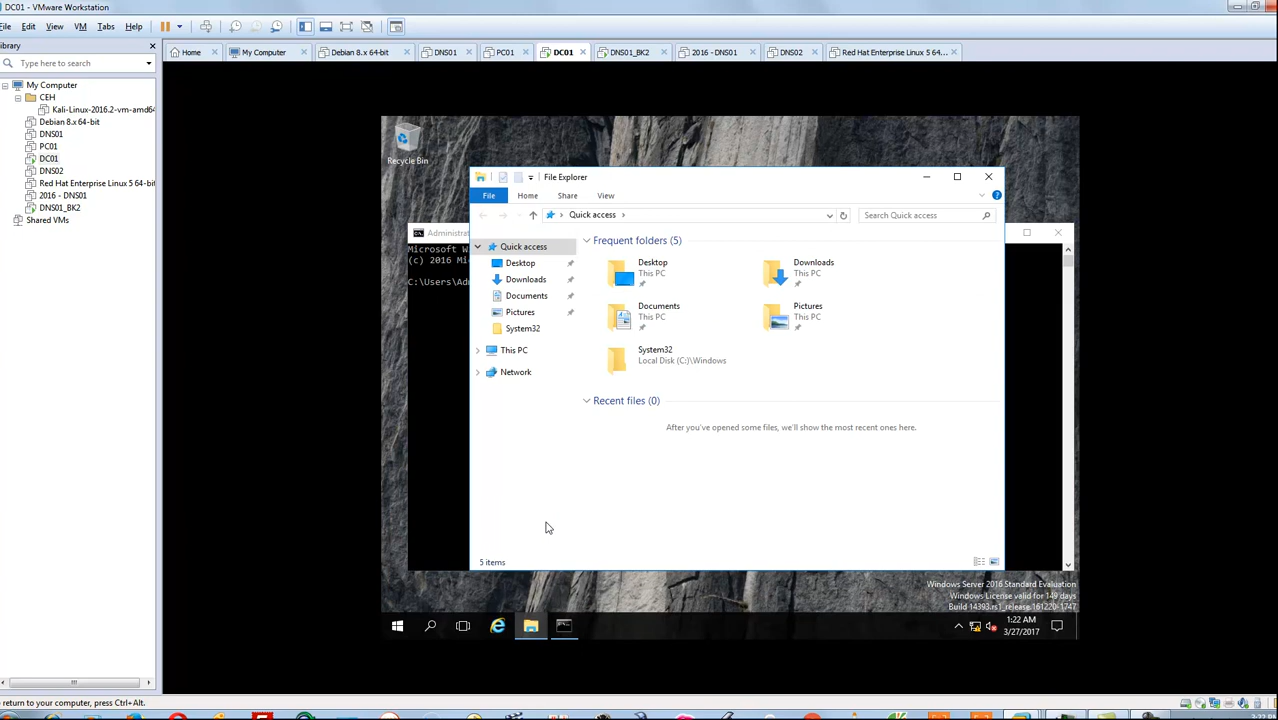 DC01 - VMware Workstation
File Edit View VM Tabs Help
Library
Home My Computer Debian 8.x 64-bit DNS01 PC01 DC01 DNS01_BK2 2016 - DNS01 DNS02 Red Hat Enterprise Linux 5 64...
Type here to search
My Computer
CEH
Kali-Linux-2016.2-vm-amd64
Debian 8.x 64-bit
DNS01
PC01
DC01
DNS02
Red Hat Enterprise Linux 5 64-bit
2016 - DNS01
DNS01_BK2
Shared VMs
Recycle Bin
File Explorer
File Home Share View
Quick access
Search Quick access
Administra
Microsoft W
(c) 2016 Mi
C:\Users\Adm
Quick access
Desktop
Downloads
Documents
Pictures
System32
This PC
Network
Frequent folders (5)
Desktop
This PC
Downloads
This PC
Documents
This PC
Pictures
This PC
System32
Local Disk (C:)\Windows
Recent files (0)
After you've opened some files, we'll show the most recent ones here.
5 items
Windows Server 2016 Standard Evaluation
Windows License valid for 149 days
Build 14393.rs1_release.161220-1747
1:22 AM
3/27/2017
return to your computer, press Ctrl+Alt.